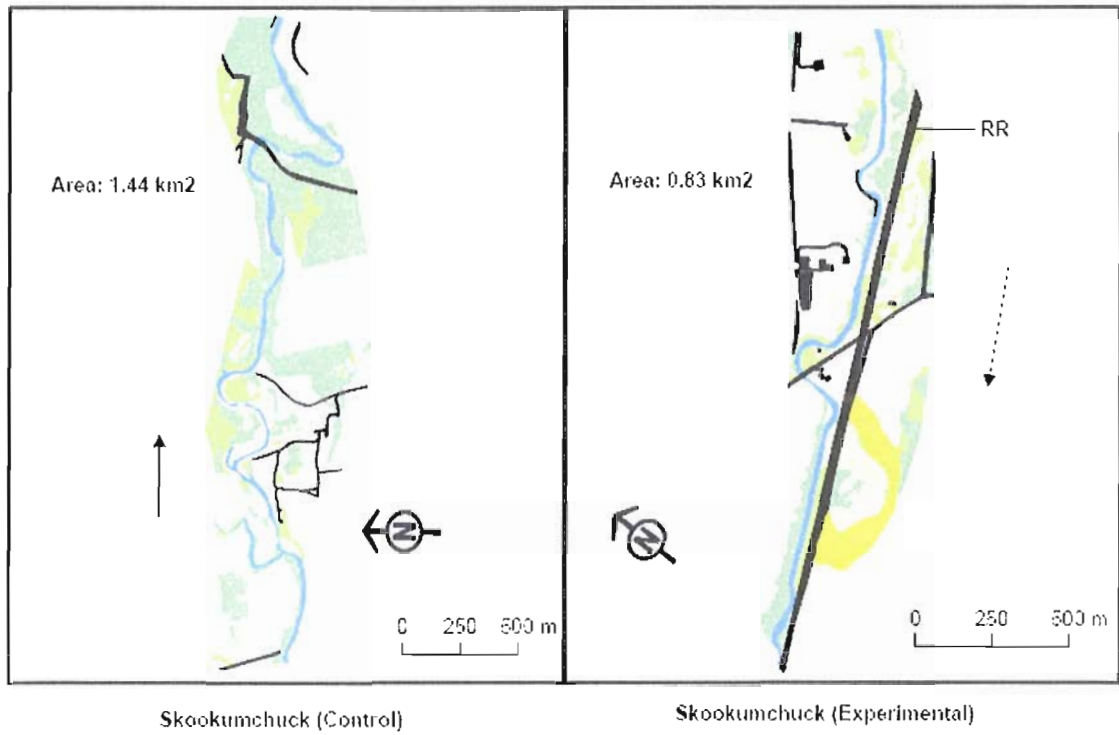 Area: 1.44 km2
N
0 250 500 m
Skookumchuck (Control)
RR
Area: 0.83 km2
N
0 250 500 m
Skookumchuck (Experimental)